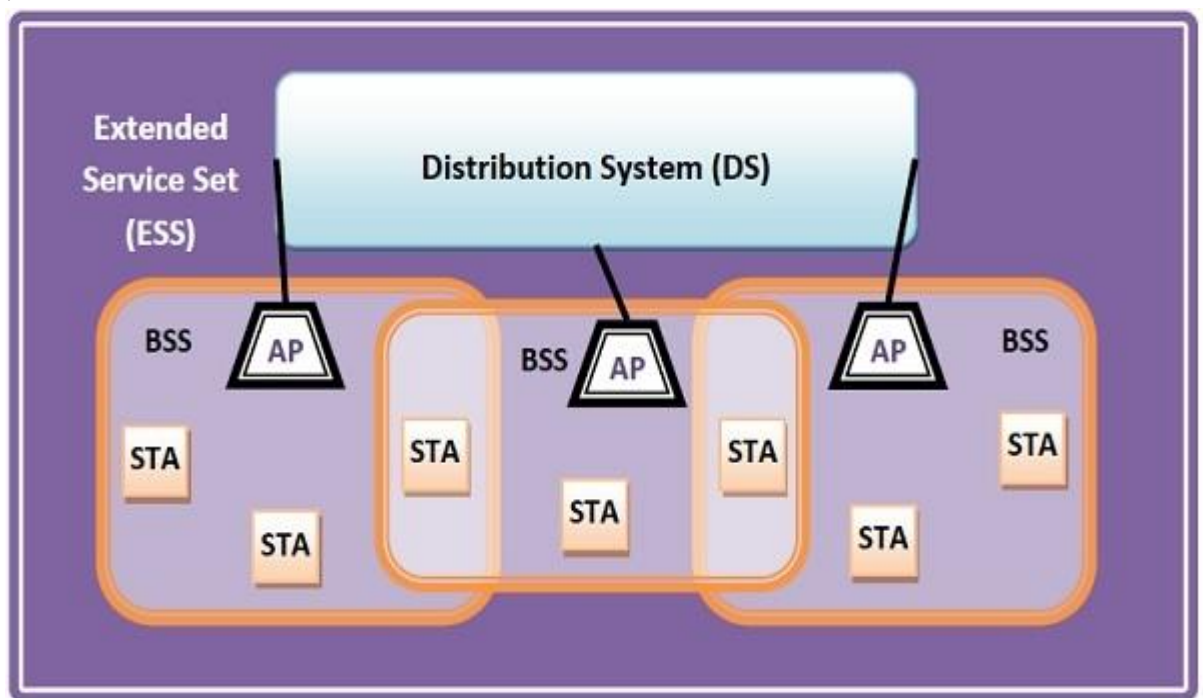 Extended
Service Set
(ESS)
Distribution System (DS)
BSS
AP
BSS
AP
AP
BSS
STA
STA
STA
STA
STA
STA
STA